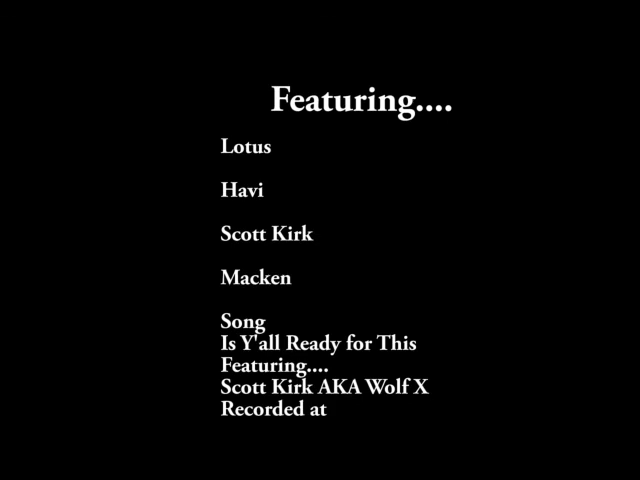 Featuring....
Lotus
Havi
Scott Kirk
Macken
Song
Is Y'all Ready for This
Featuring....
Scott Kirk AKA Wolf X
Recorded at